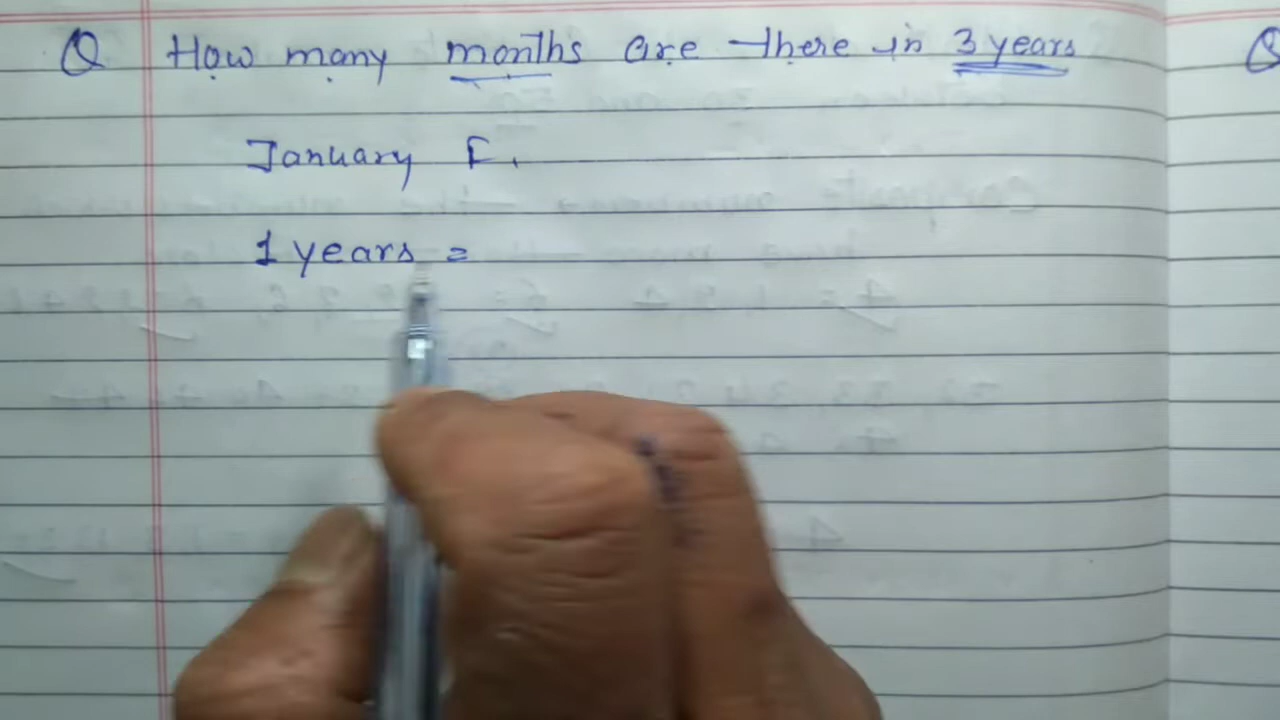 Q How many months are there in 3 years
January F.
1 years =
Q